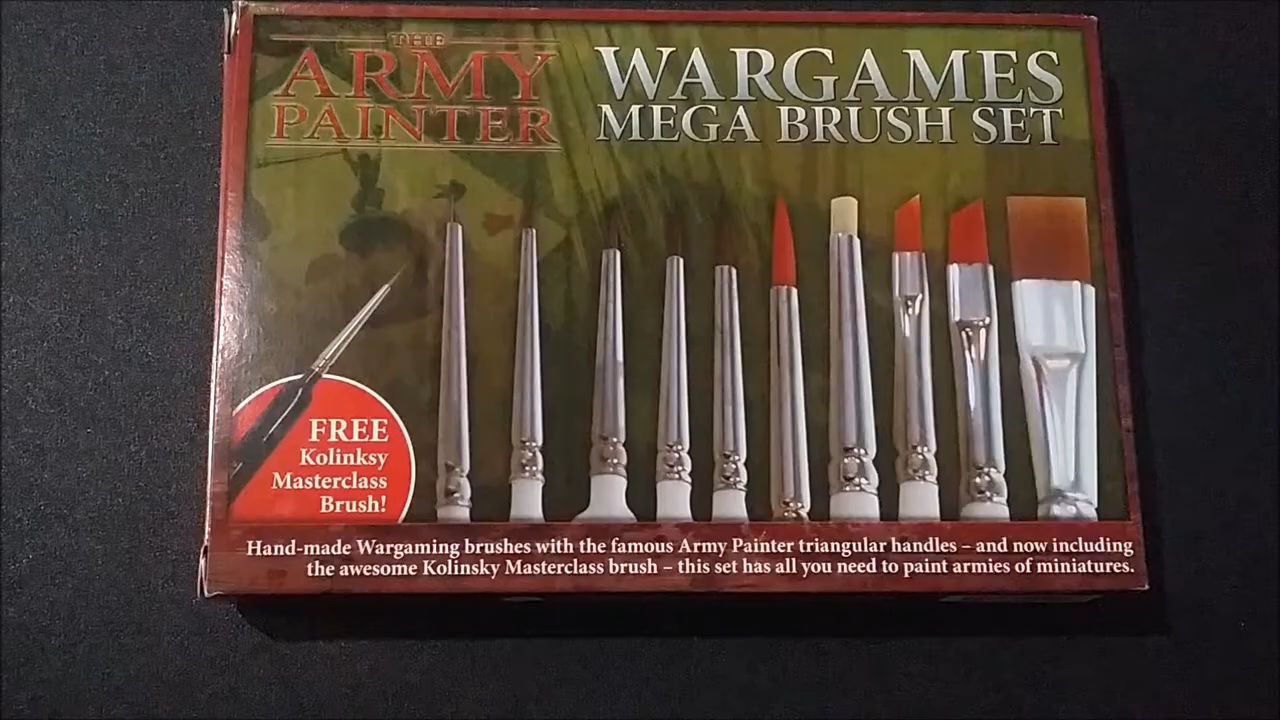 THE
ARMY
PAINTER
WARGAMES
MEGA BRUSH SET
FREE
Kolinksy
Masterclass
Brush!
Hand-made Wargaming brushes with the famous Army Painter triangular handles – and now including
the awesome Kolinsky Masterclass brush – this set has all you need to paint armies of miniatures.